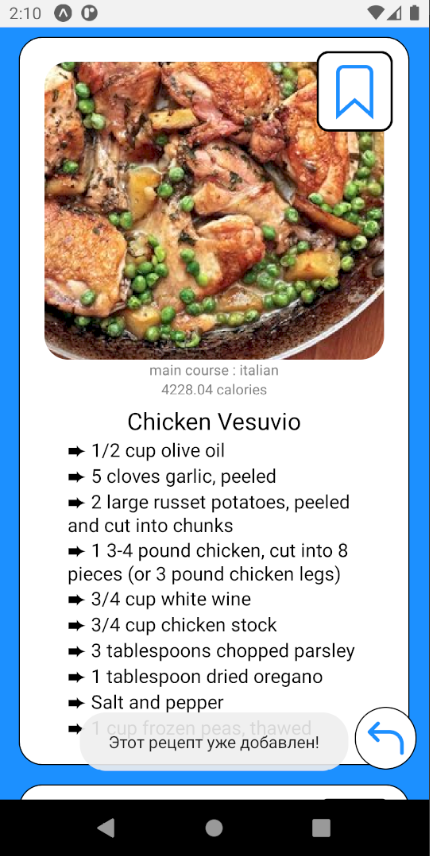 2:10
main course : italian
4228.04 calories
Chicken Vesuvio
➨ 1/2 cup olive oil
➨ 5 cloves garlic, peeled
➨ 2 large russet potatoes, peeled
and cut into chunks
➨ 1 3-4 pound chicken, cut into 8
pieces (or 3 pound chicken legs)
➨ 3/4 cup white wine
➨ 3/4 cup chicken stock
➨ 3 tablespoons chopped parsley
➨ 1 tablespoon dried oregano
➨ Salt and pepper
➨ 1 cup frozen peas, thawed
Этот рецепт уже добавлен!